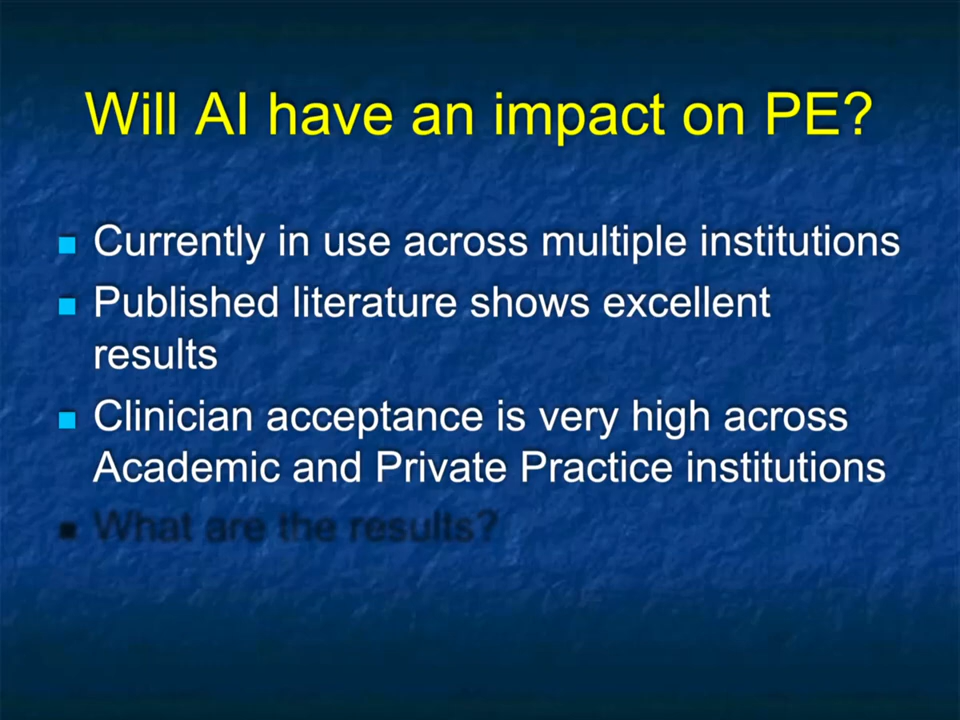 Will AI have an impact on PE?
Currently in use across multiple institutions
Published literature shows excellent
results
Clinician acceptance is very high across
Academic and Private Practice institutions
What are the results?